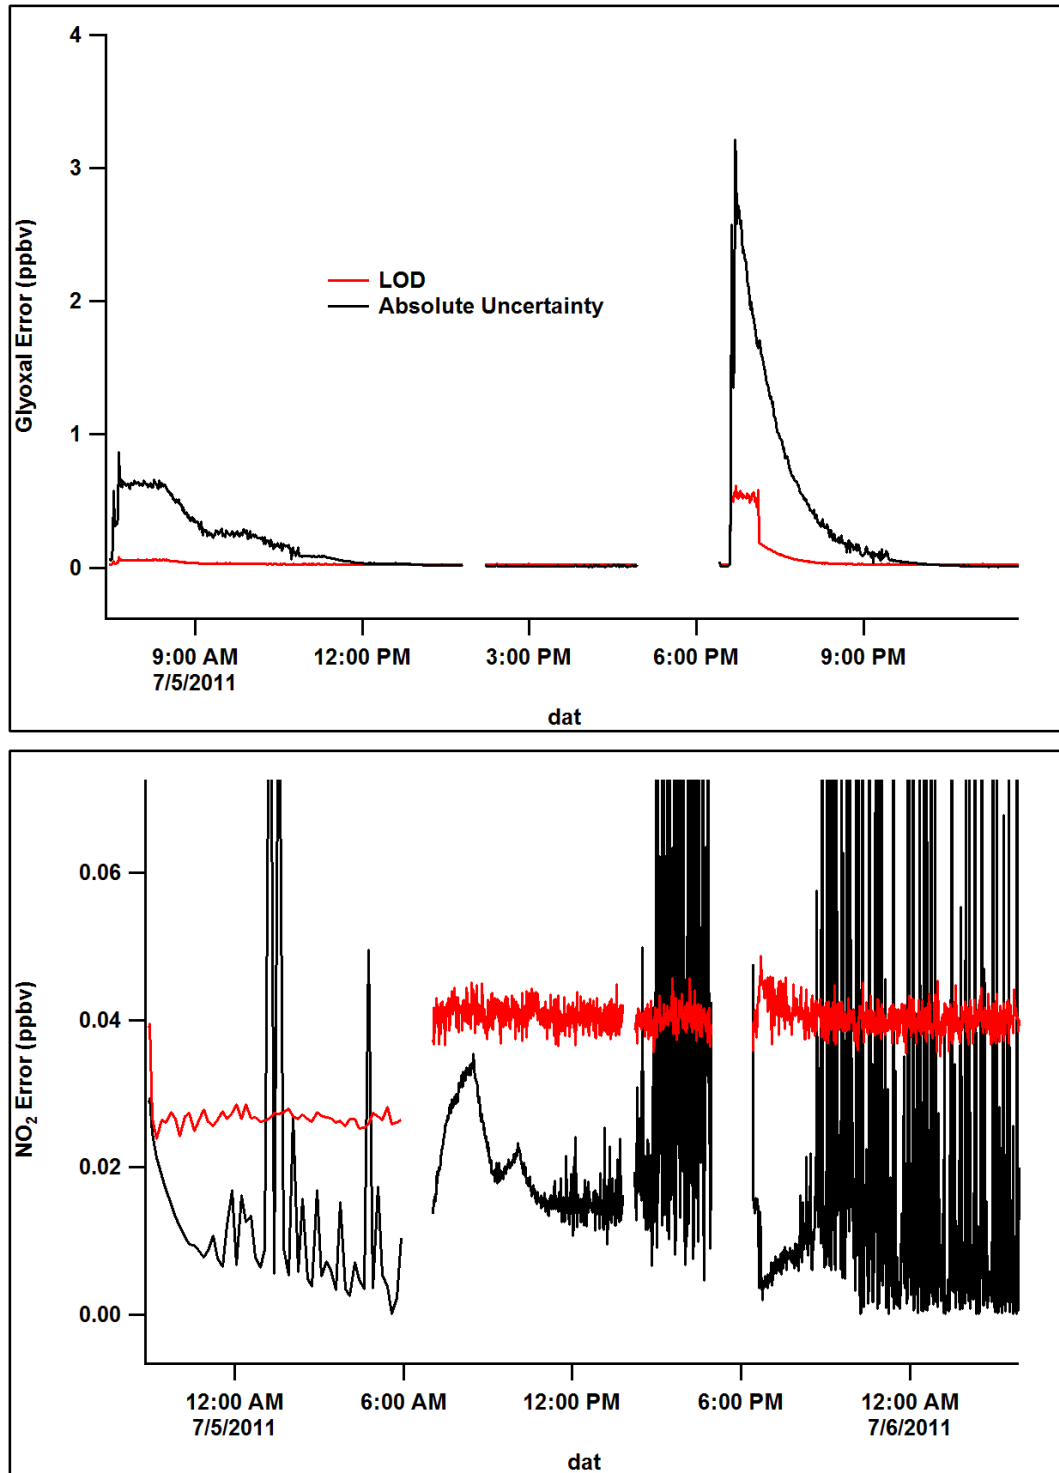 4
3
2
1
0
Glyoxal Error (ppbv)
LOD
Absolute Uncertainty
9:00 AM
7/5/2011
12:00 PM
3:00 PM
6:00 PM
9:00 PM
dat
0.06
0.04
0.02
0.00
NO₂ Error (ppbv)
12:00 AM
7/5/2011
6:00 AM
12:00 PM
6:00 PM
12:00 AM
7/6/2011
dat